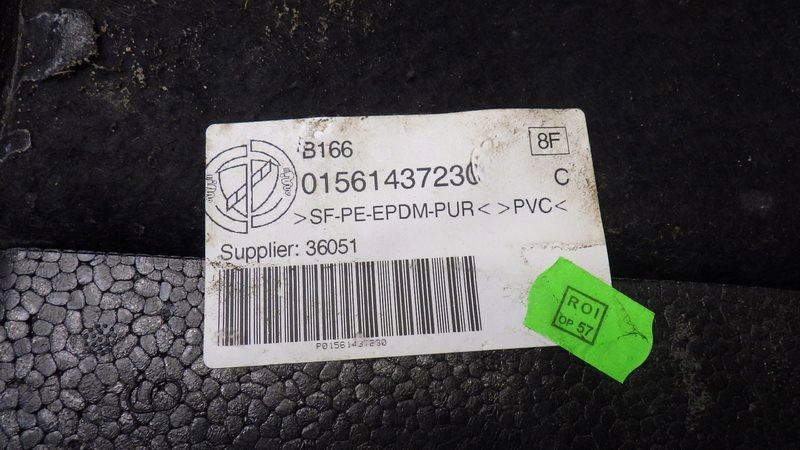 B166
8F
01561437230
C
>SF-PE-EPDM-PUR< >PVC<
Supplier: 36051
P01561437230
ROI
OP 57